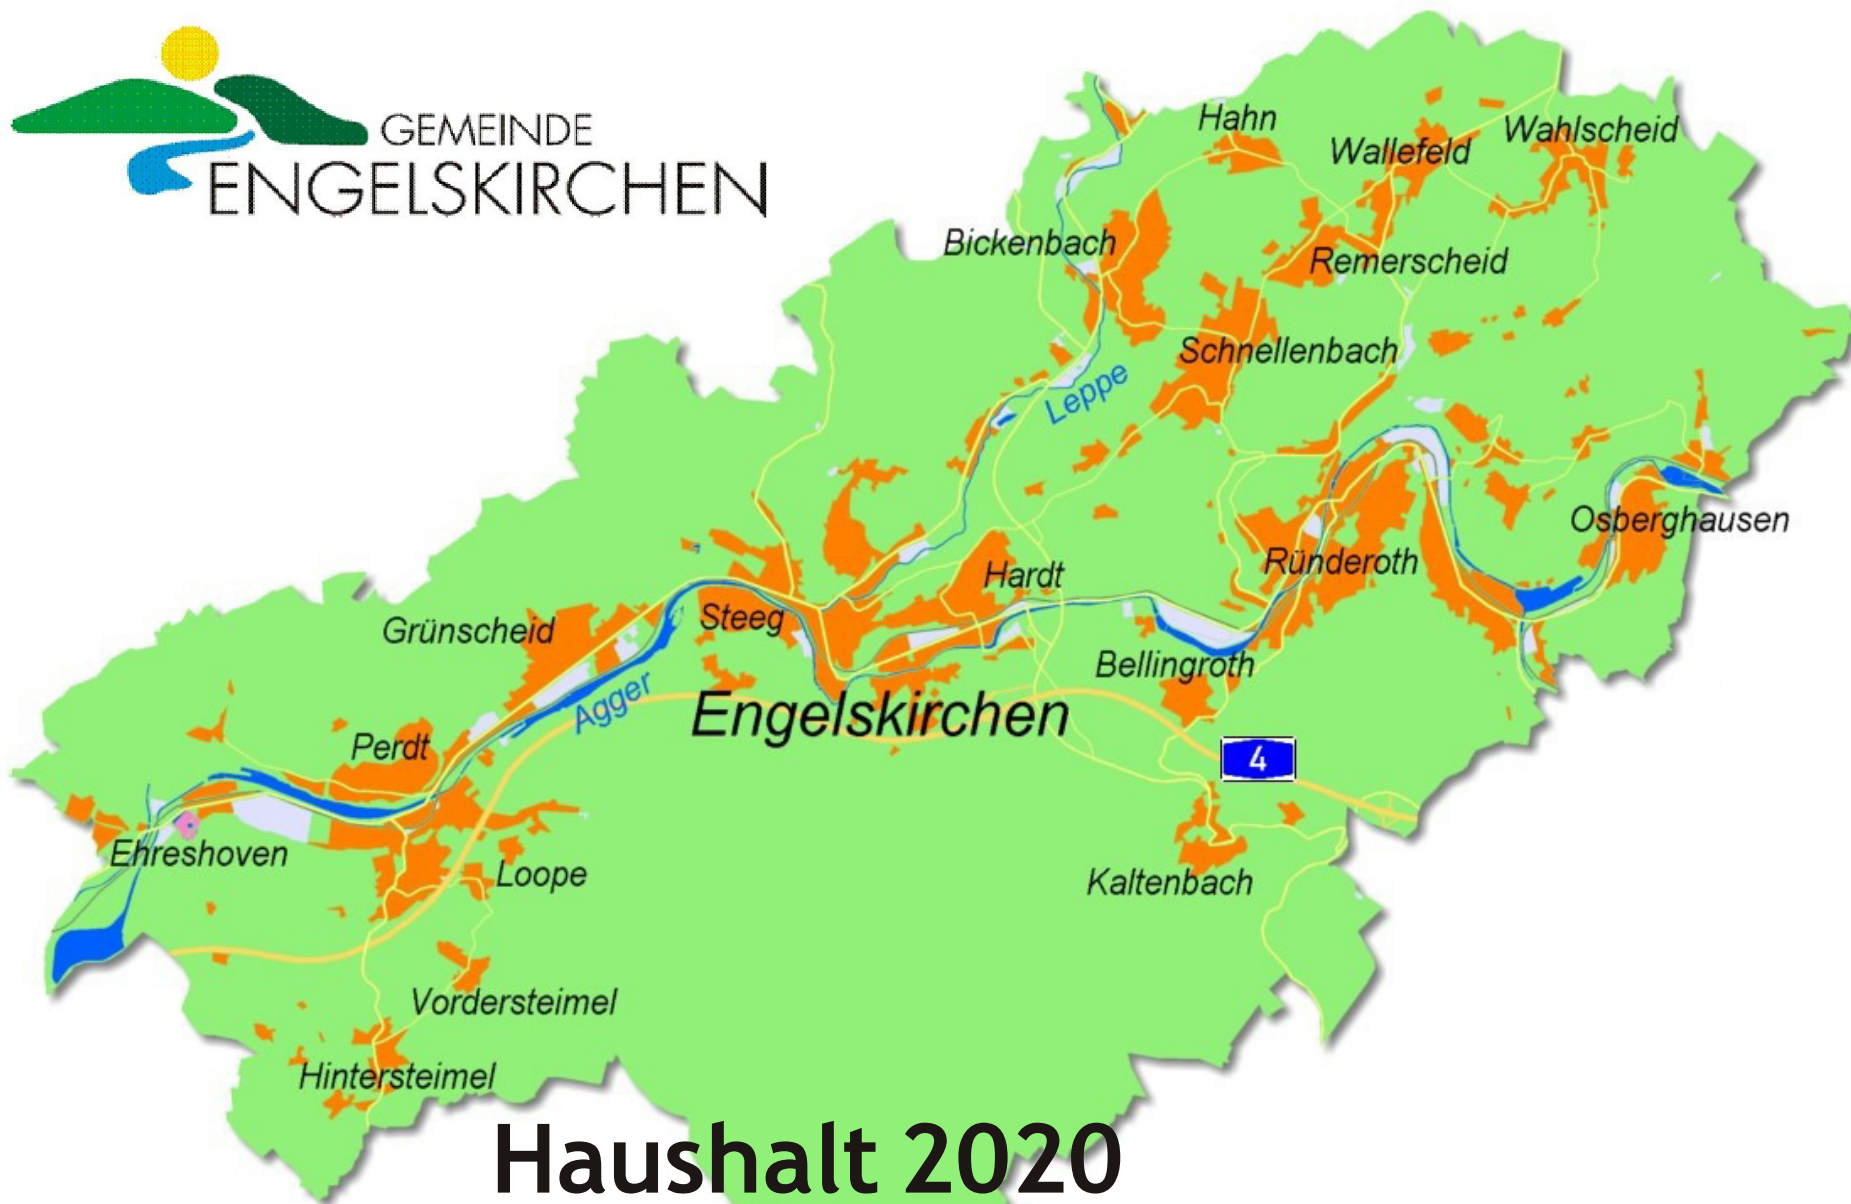 GEMEINDE
ENGELSKIRCHEN
Hahn
Wallefeld
Wahlscheid
Bickenbach
Remerscheid
Schnellenbach
Leppe
Osberghausen
Ründeroth
Hardt
Steeg
Grünscheid
Bellingroth
Agger
Engelskirchen
Perdt
4
Ehreshoven
Loope
Kaltenbach
Vordersteimel
Hintersteimel
Haushalt 2020